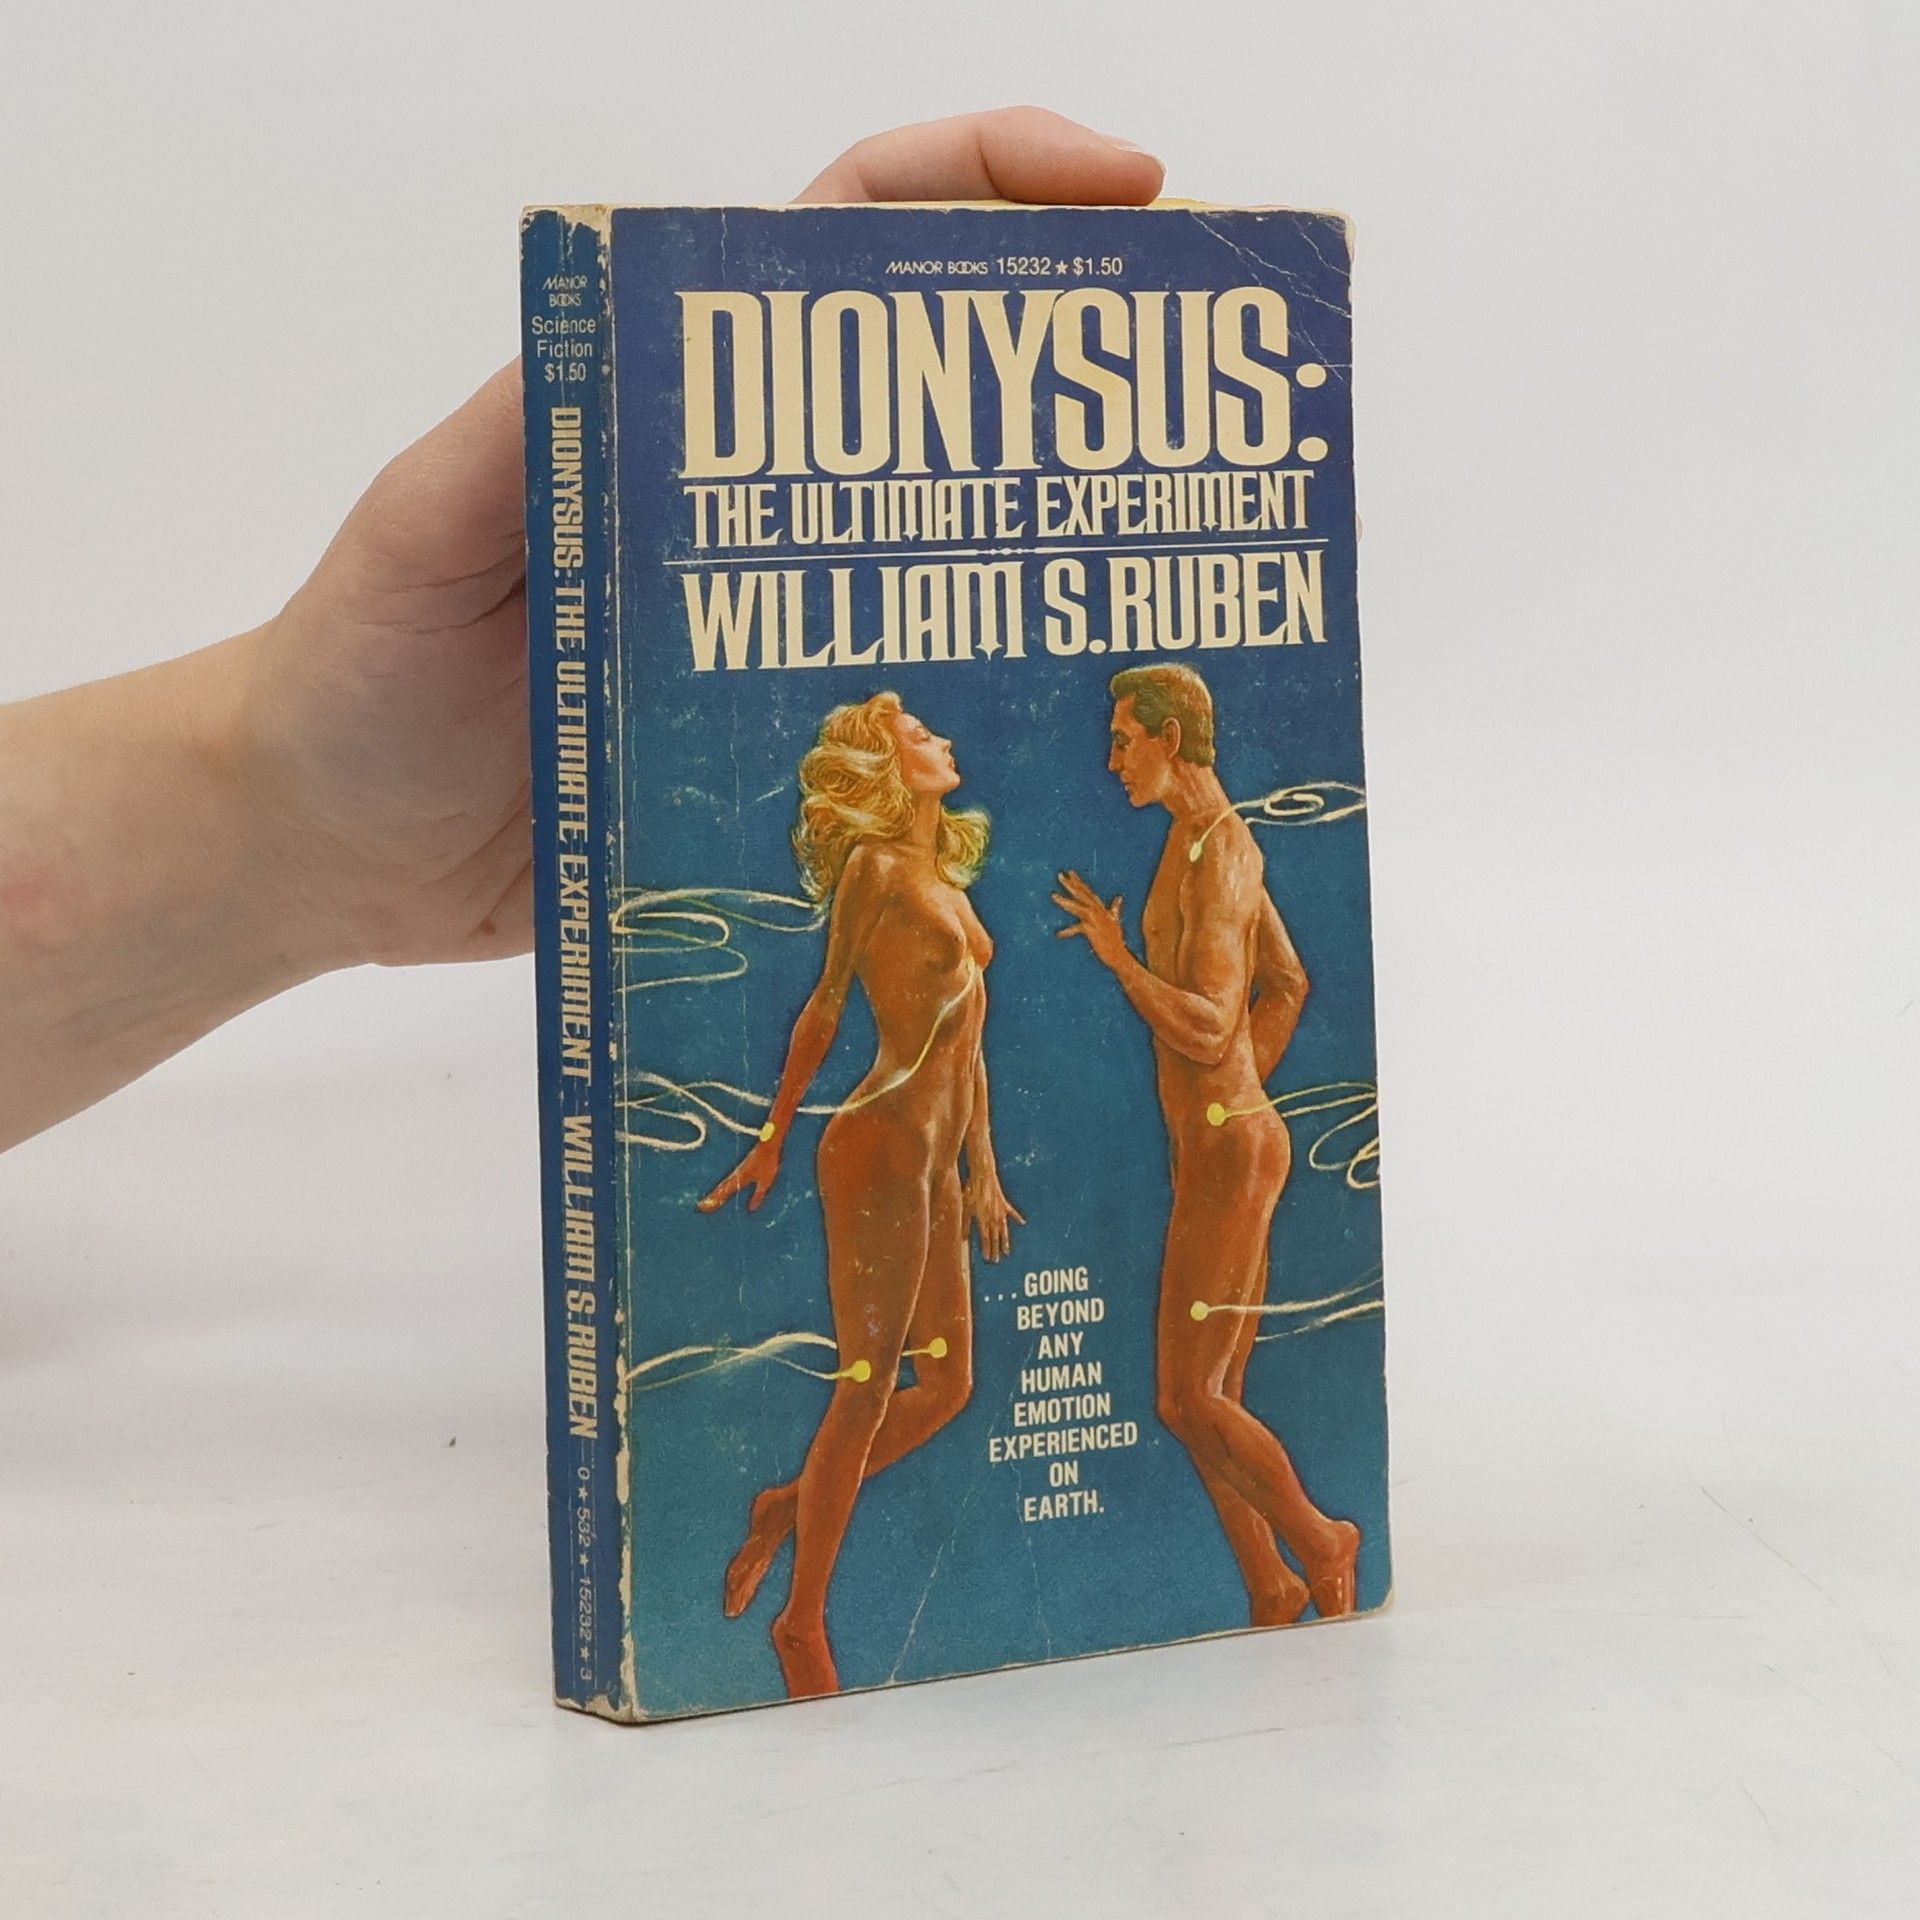 MANOR BOOKS 15232 ★ $1.50
DIONYSUS:
THE ULTIMATE EXPERIMENT
WILLIAM S. RUBEN
...GOING
BEYOND
ANY
HUMAN
EMOTION
EXPERIENCED
ON
EARTH.
MANOR
BOOKS
Science
Fiction
$1.50
DIONYSUS: THE ULTIMATE EXPERIMENT WILLIAM S. RUBEN 0 ★ 532 ★ 15232 ★ 3